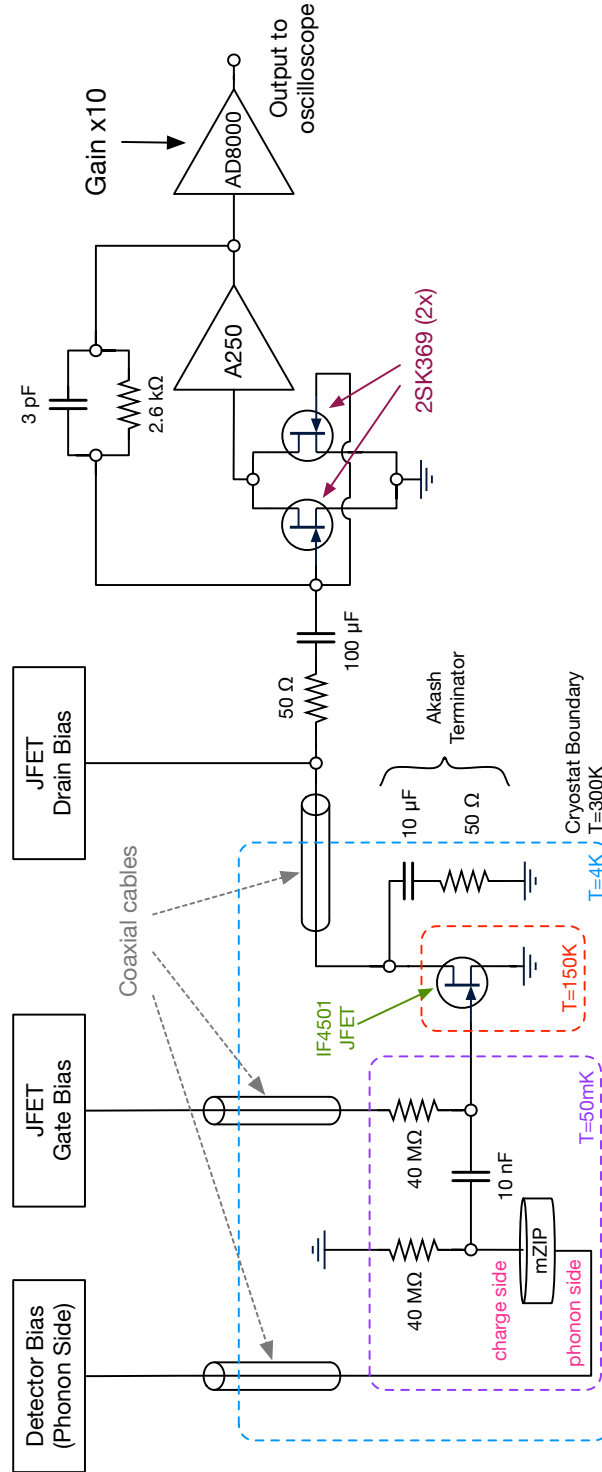 Detector Bias
(Phonon Side)
JFET
Gate Bias
JFET
Drain Bias
Coaxial cables
3 pF
2.6 kΩ
Gain x10
A250
AD8000
Output to
oscilloscope
2SK369 (2x)
50 Ω
100 µF
40 MΩ
40 MΩ
10 nF
charge side
mZIP
phonon side
T=50mK
IF4501
JFET
T=150K
10 µF
50 Ω
Akash
Terminator
T=4K
Cryostat Boundary
T=300K